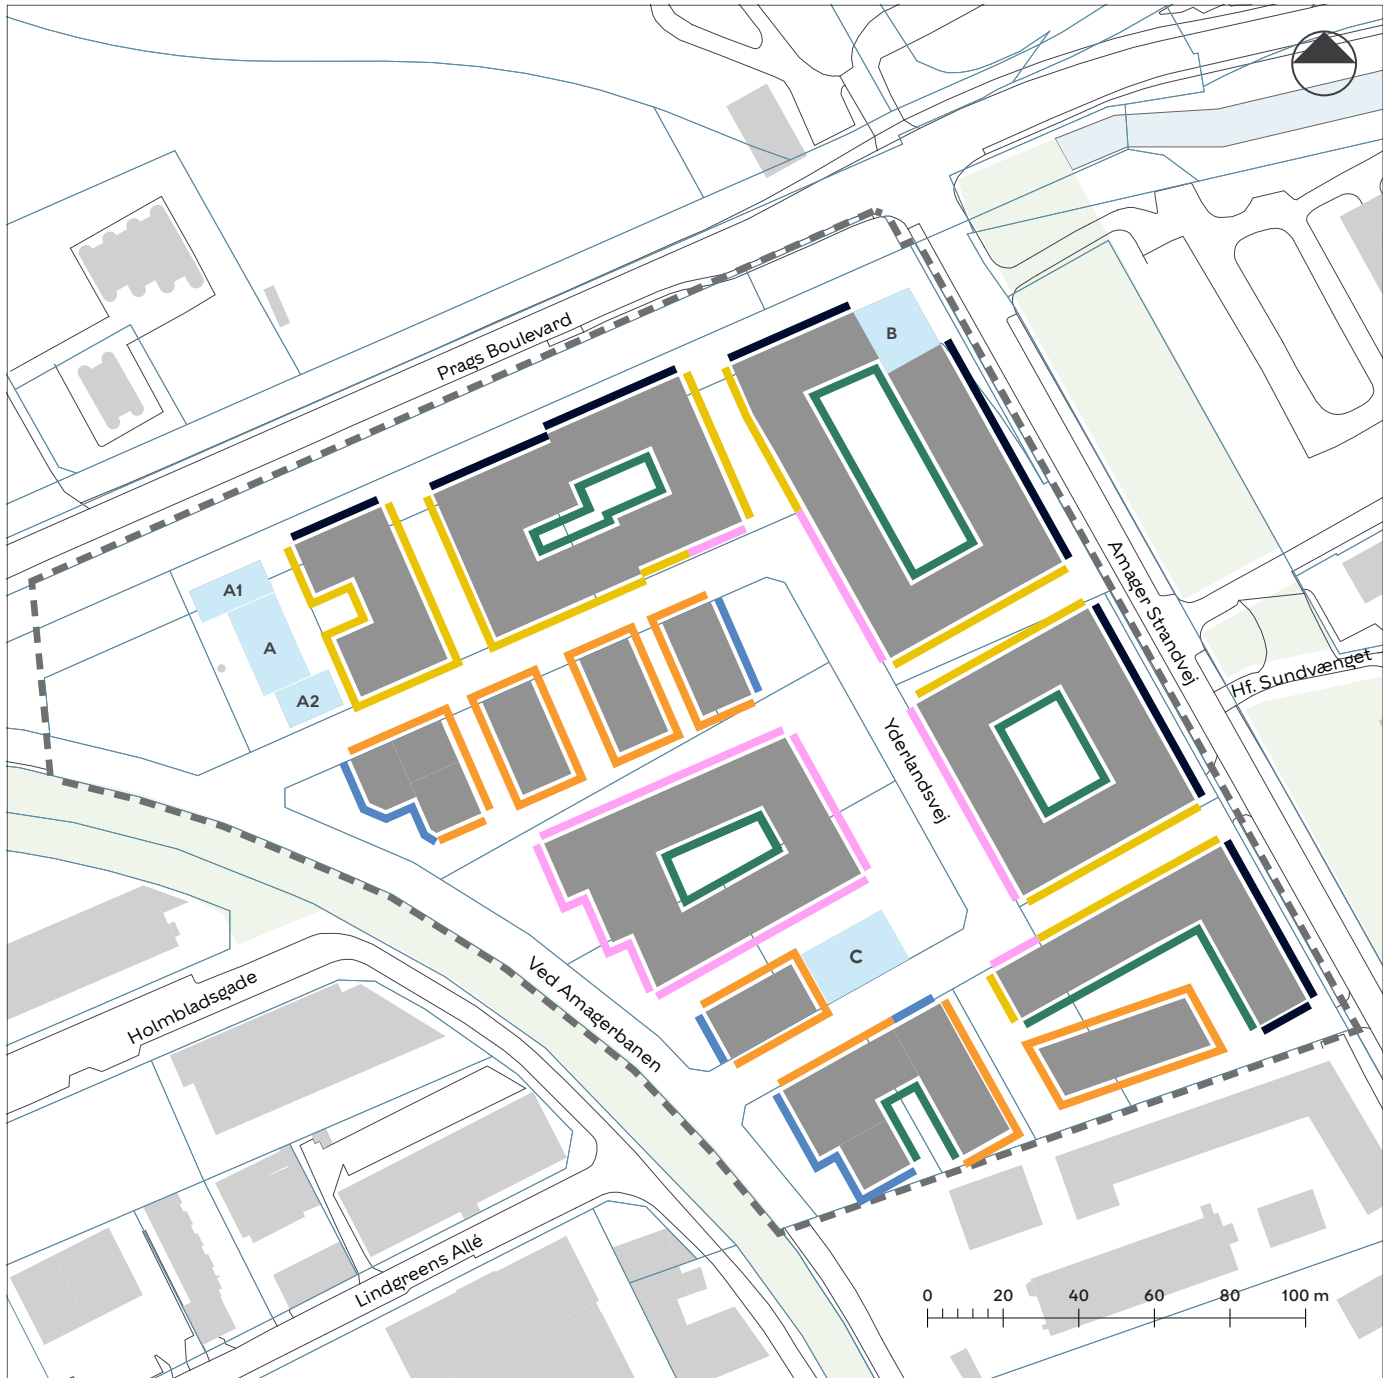 Prags Boulevard
B
A1
A
A2
Amager Strandvej
Hf. Sundvænget
Yderlandsvej
C
Ved Amagerbanen
Holmbladsgade
Lindgreens Allé
0 20 40 60 80 100 m